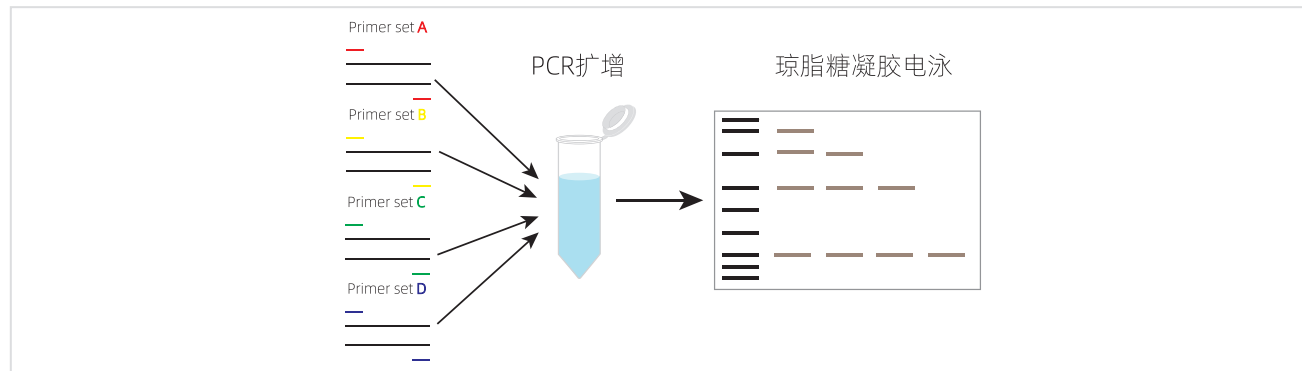 Primer set A
PCR扩增
琼脂糖凝胶电泳
Primer set B
Primer set C
Primer set D